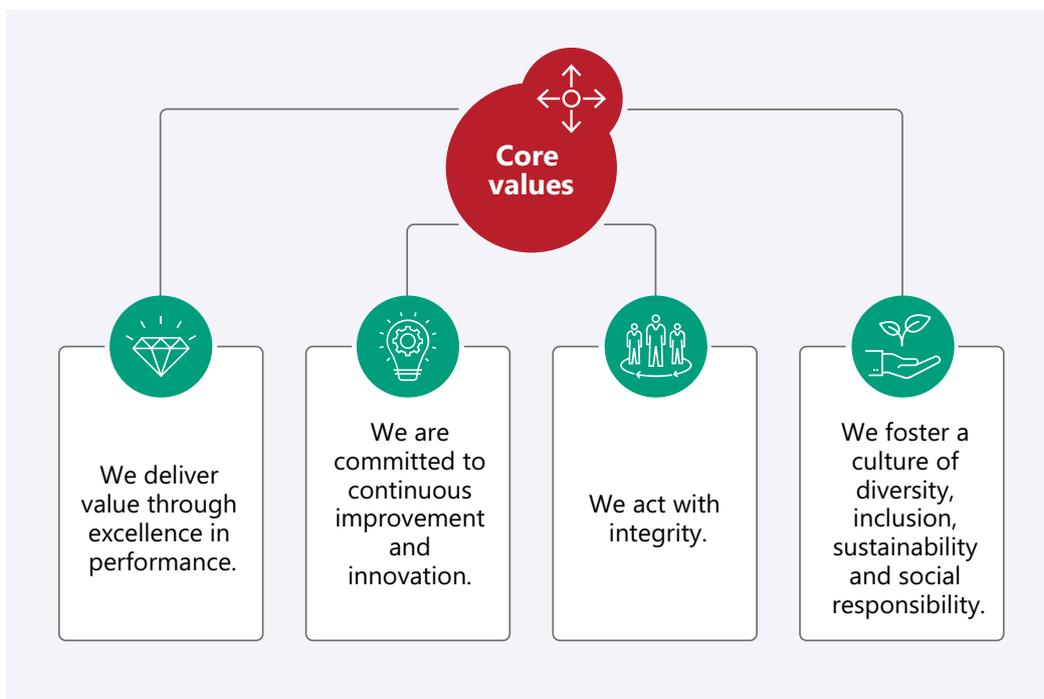 Core
values
We deliver
value through
excellence in
performance.
We are
committed to
continuous
improvement
and
innovation.
We act with
integrity.
We foster a
culture of
diversity,
inclusion,
sustainability
and social
responsibility.